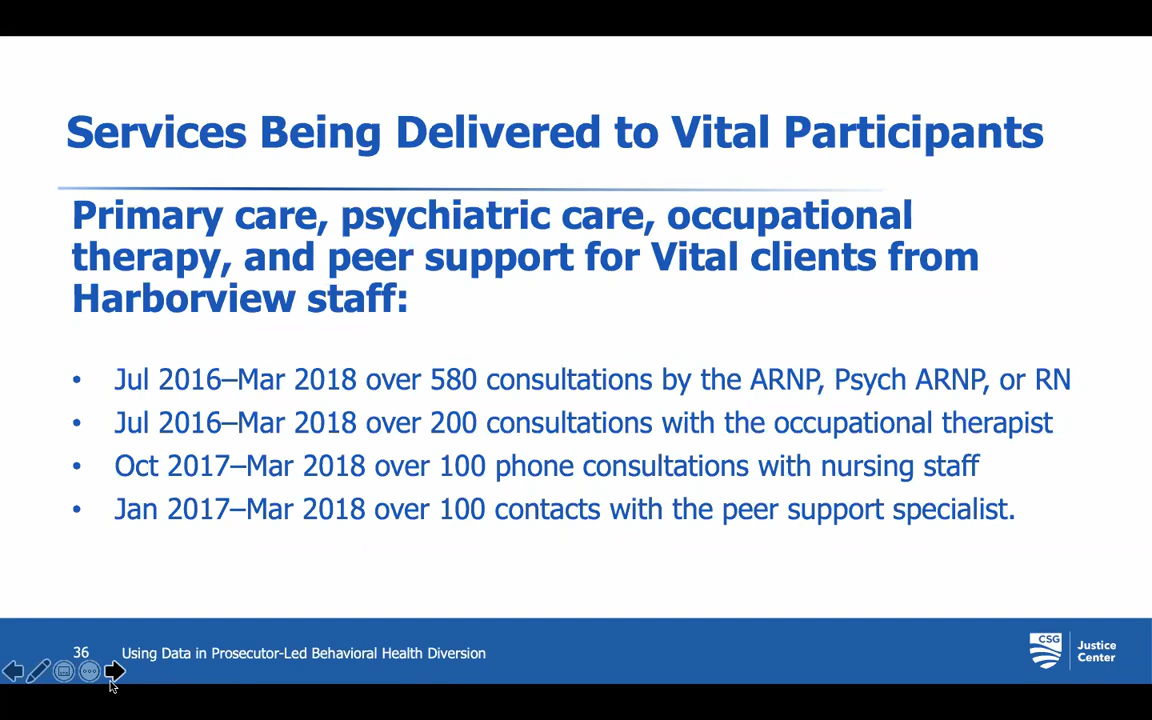 Services Being Delivered to Vital Participants
Primary care, psychiatric care, occupational
therapy, and peer support for Vital clients from
Harborview staff:
• Jul 2016–Mar 2018 over 580 consultations by the ARNP, Psych ARNP, or RN
• Jul 2016–Mar 2018 over 200 consultations with the occupational therapist
• Oct 2017–Mar 2018 over 100 phone consultations with nursing staff
• Jan 2017–Mar 2018 over 100 contacts with the peer support specialist.
36 Using Data in Prosecutor-Led Behavioral Health Diversion
CSG
Justice
Center